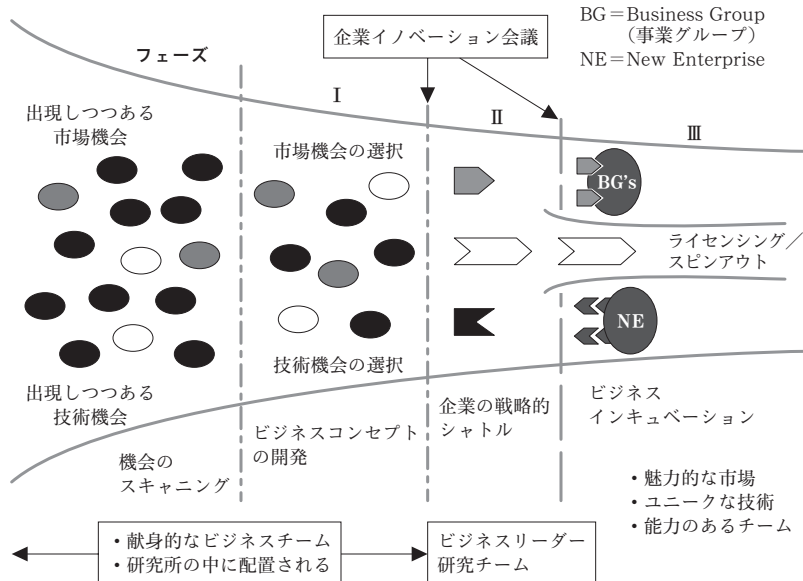 BG=Business Group
(事業グループ)
NE=New Enterprise
企業イノベーション会議
フェーズ
Ⅰ
Ⅱ
Ⅲ
出現しつつある
市場機会
市場機会の選択
BG's
ライセンシング/
スピンアウト
NE
出現しつつある
技術機会
技術機会の選択
機会の
スキャニング
ビジネスコンセプト
の開発
企業の戦略的
シャトル
ビジネス
インキュベーション
・魅力的な市場
・ユニークな技術
・能力のあるチーム
・献身的なビジネスチーム
・研究所の中に配置される
ビジネスリーダー
研究チーム